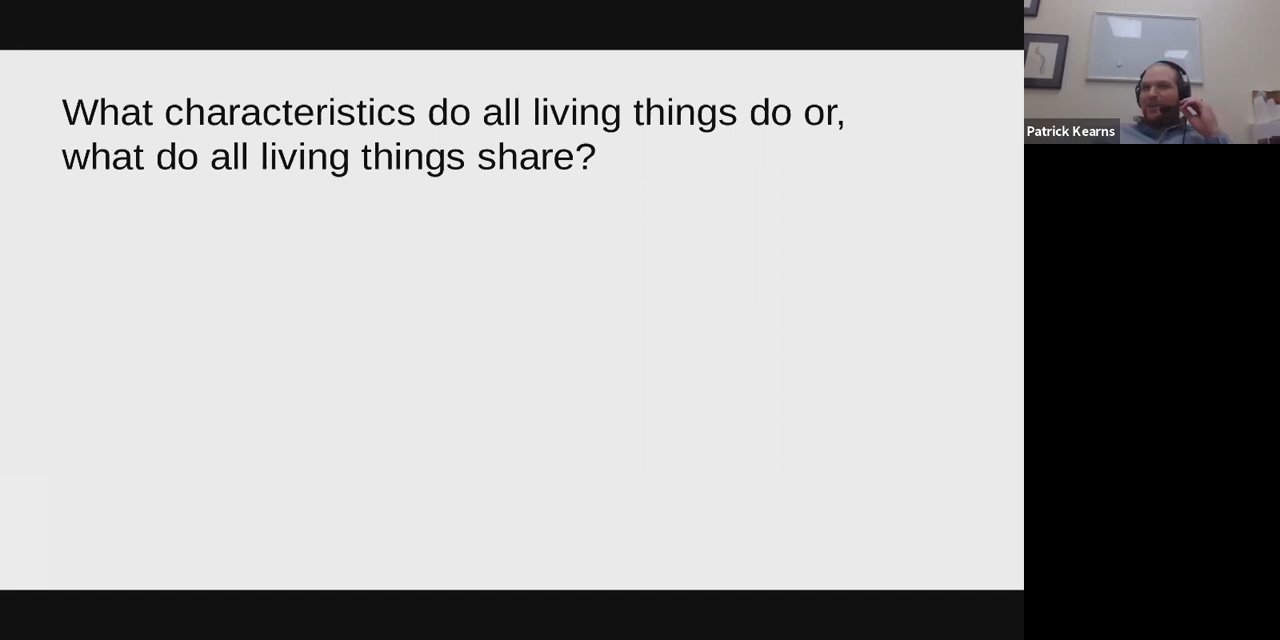 What characteristics do all living things do or,
what do all living things share?
Patrick Kearns